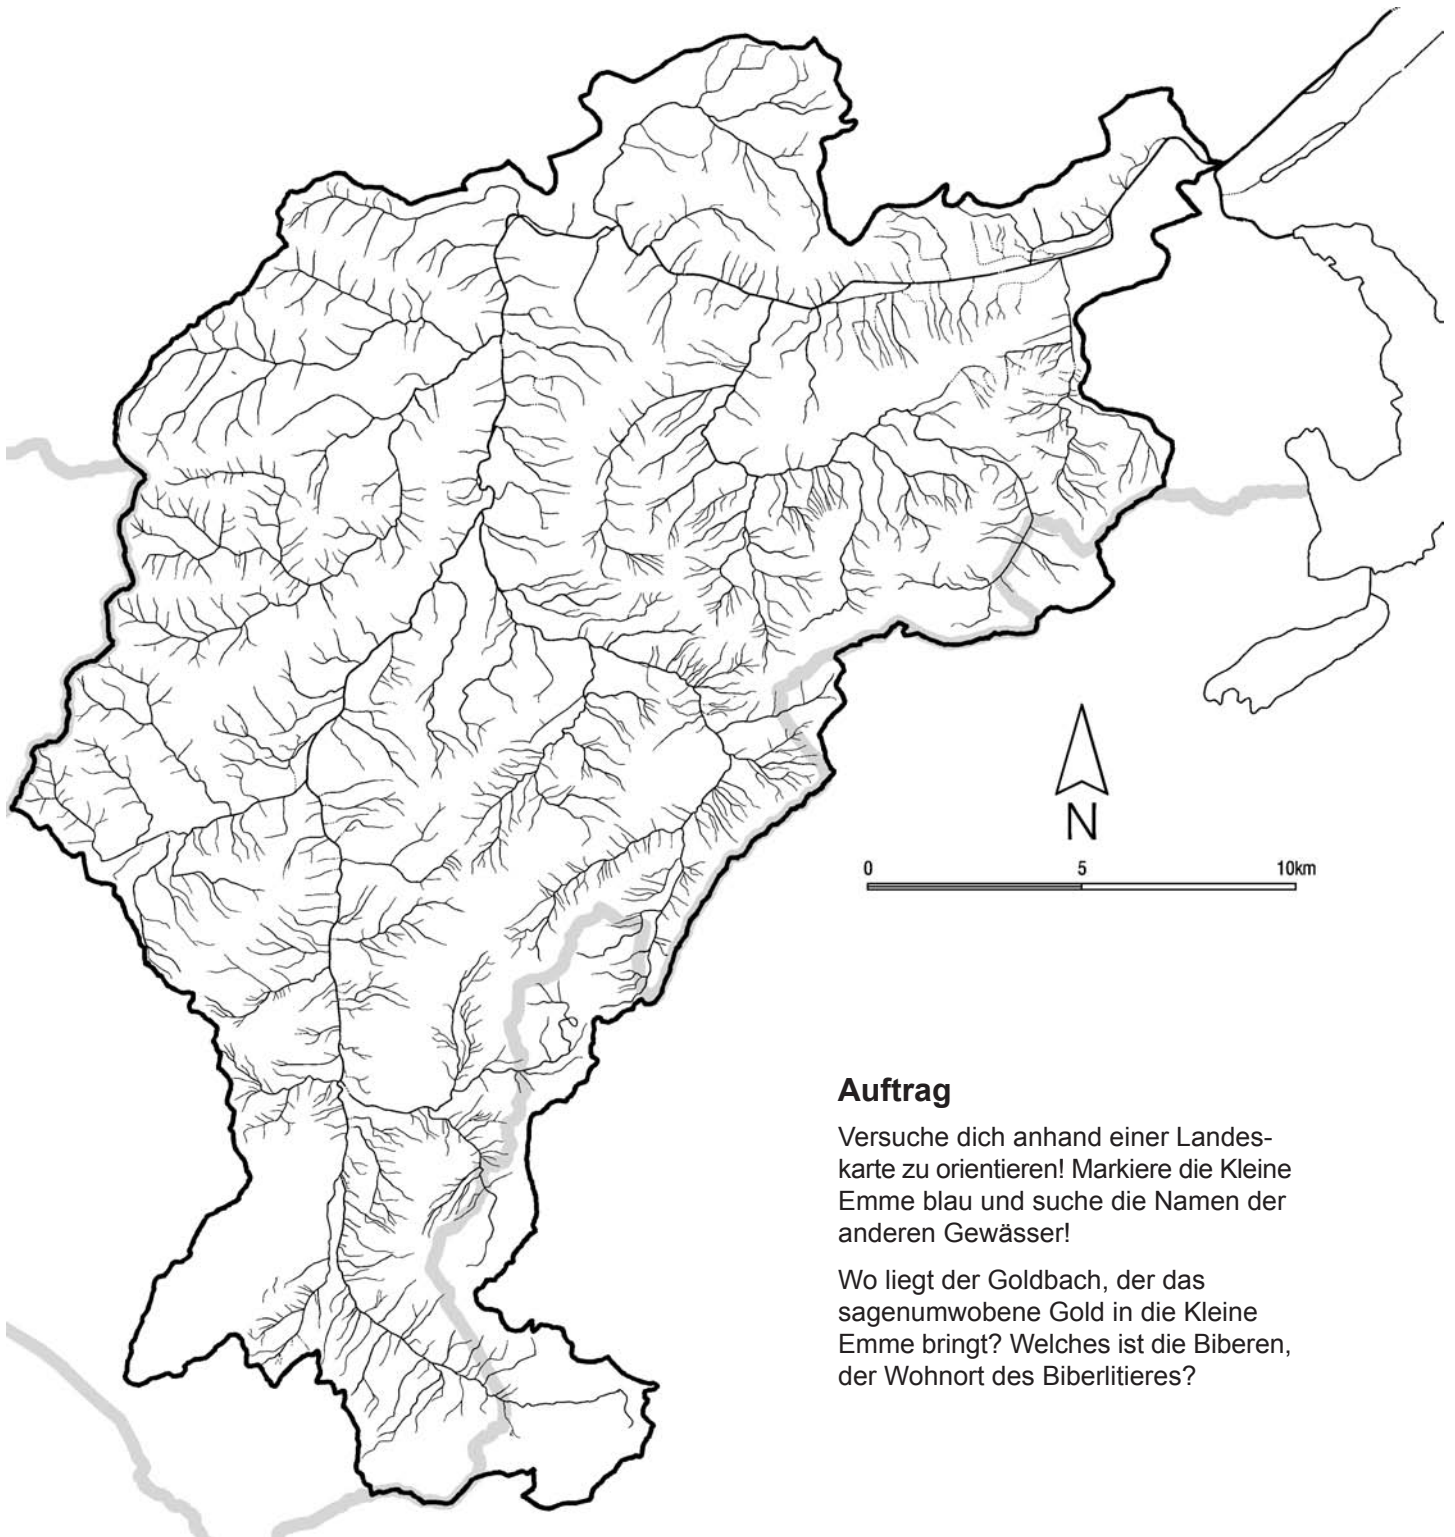 N
0 5 10km
Auftrag
Versuche dich anhand einer Landes-
karte zu orientieren! Markiere die Kleine
Emme blau und suche die Namen der
anderen Gewässer!
Wo liegt der Goldbach, der das
sagenumwobene Gold in die Kleine
Emme bringt? Welches ist die Biberen,
der Wohnort des Biberlitieres?